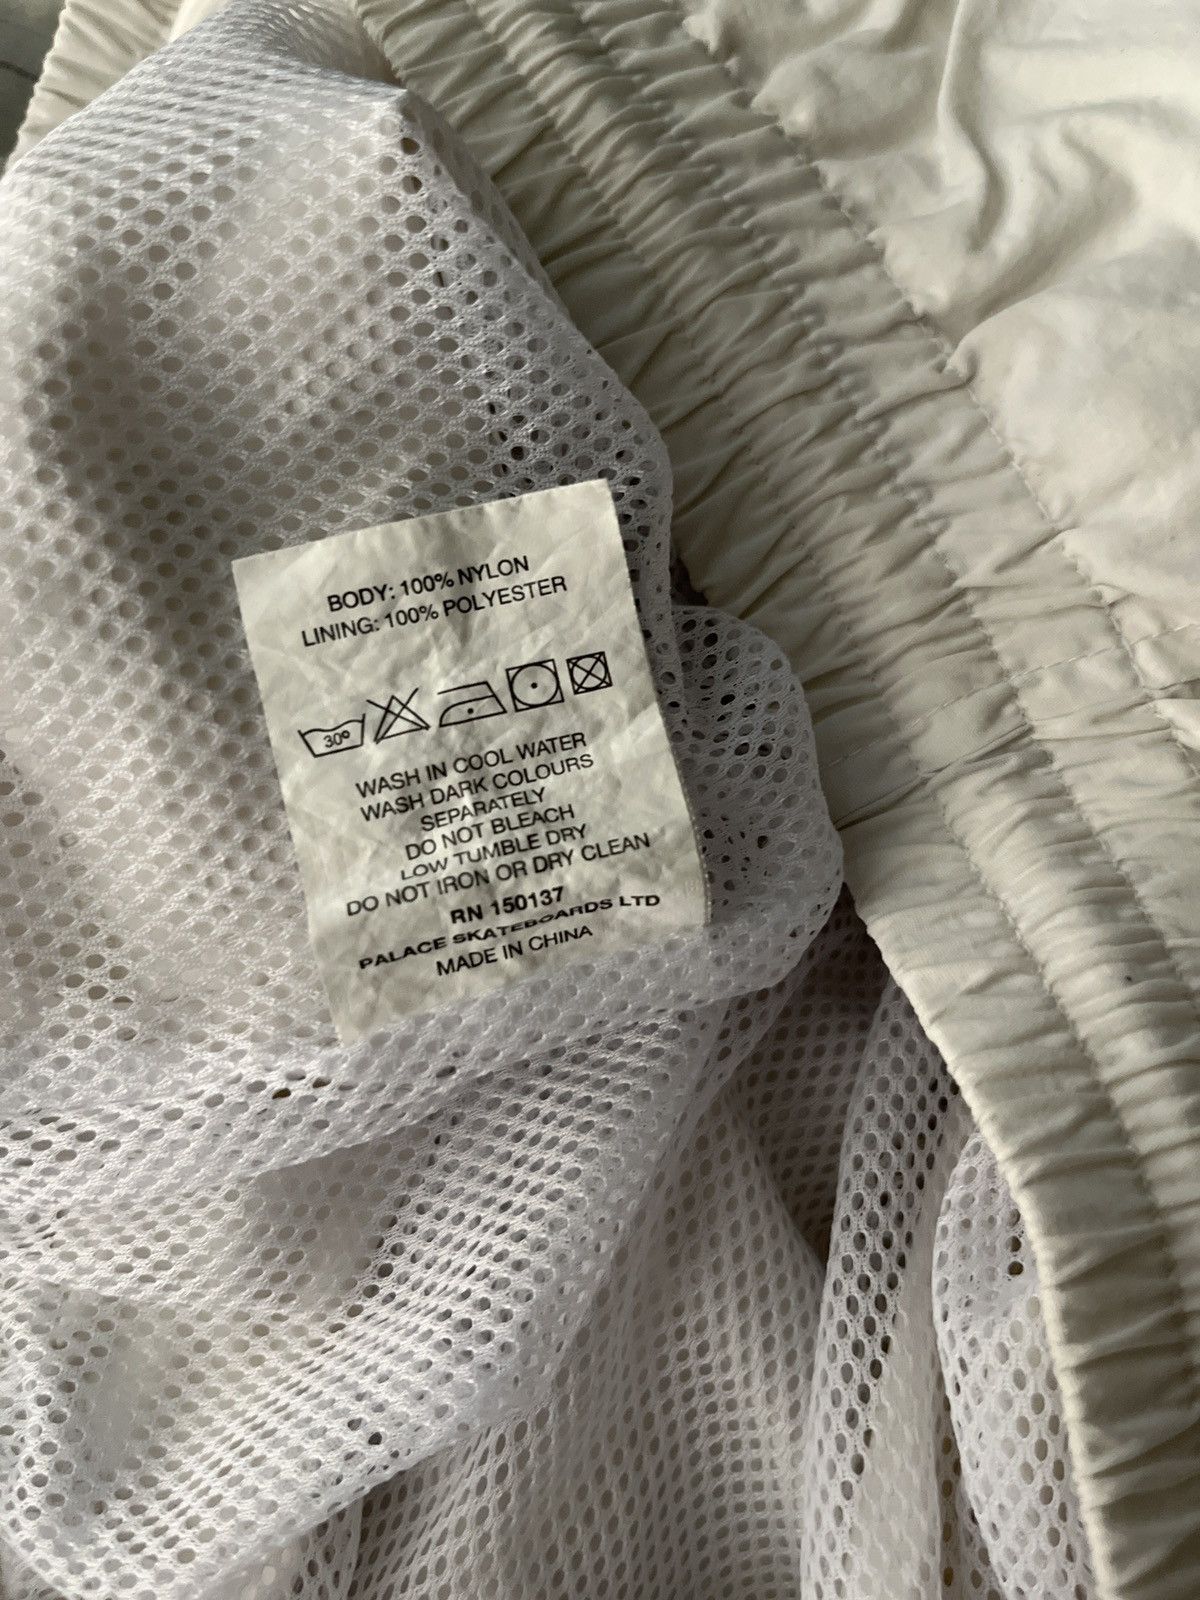 BODY: 100% NYLON
LINING: 100% POLYESTER
30º
WASH IN COOL WATER
WASH DARK COLOURS
SEPARATELY
DO NOT BLEACH
LOW TUMBLE DRY
DO NOT IRON OR DRY CLEAN
RN 150137
PALACE SKATEBOARDS LTD
MADE IN CHINA